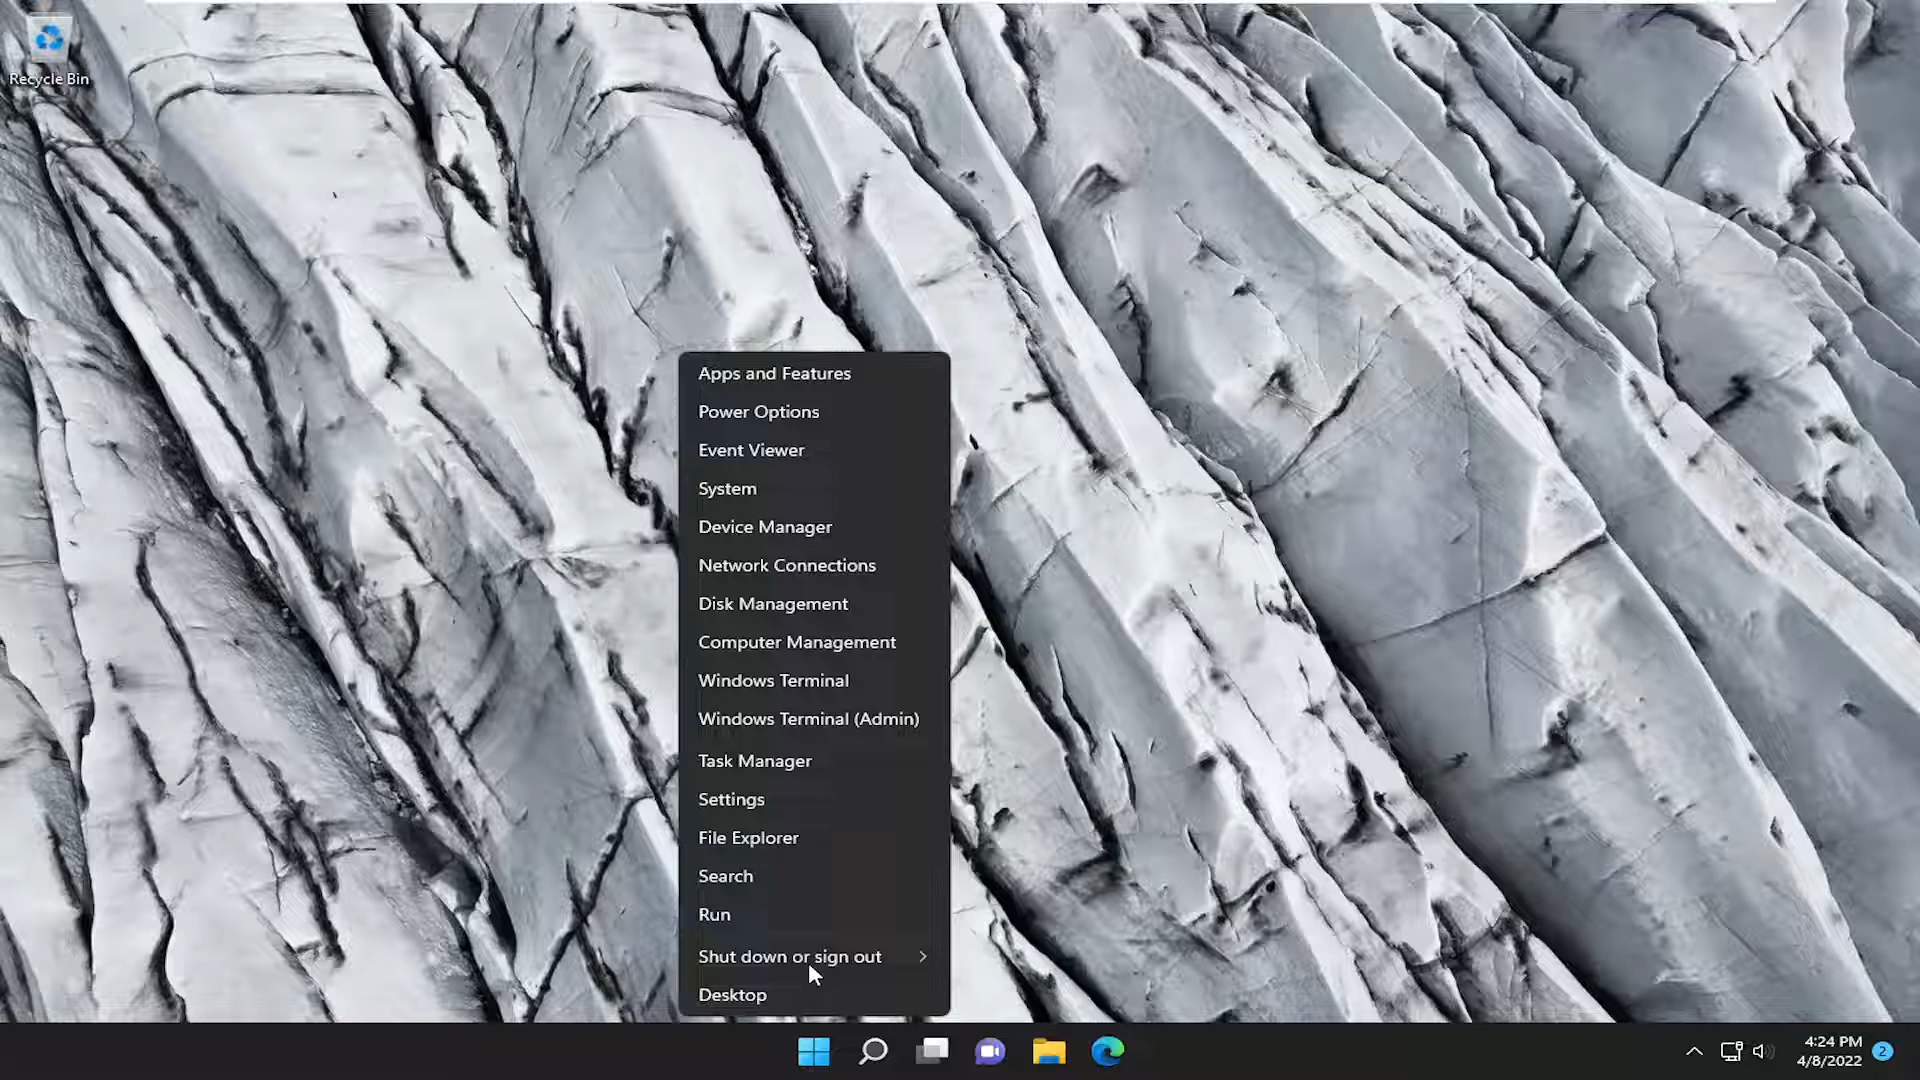 Recycle Bin
Apps and Features
Power Options
Event Viewer
System
Device Manager
Network Connections
Disk Management
Computer Management
Windows Terminal
Windows Terminal (Admin)
Task Manager
Settings
File Explorer
Search
Run
Shut down or sign out
Desktop
4:24 PM
4/8/2022
2